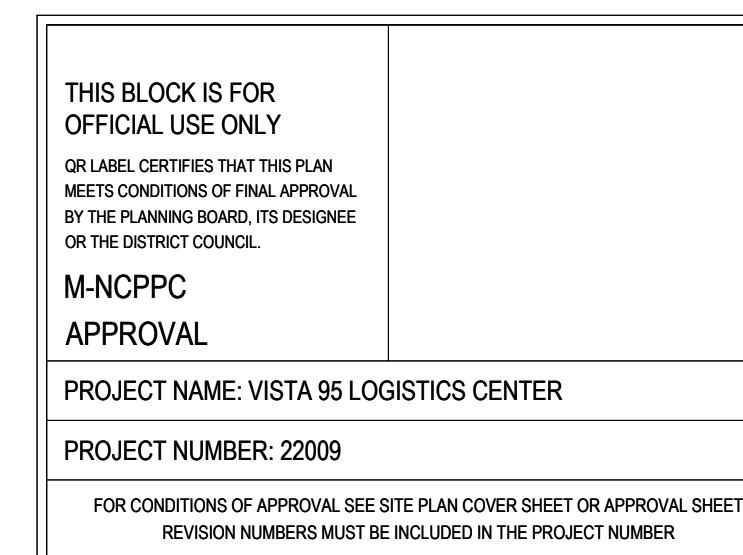 THIS BLOCK IS FOR
OFFICIAL USE ONLY
QR LABEL CERTIFIES THAT THIS PLAN
MEETS CONDITIONS OF FINAL APPROVAL
BY THE PLANNING BOARD, ITS DESIGNEE
OR THE DISTRICT COUNCIL.
M-NCPPC
APPROVAL
PROJECT NAME: VISTA 95 LOGISTICS CENTER
PROJECT NUMBER: 22009
FOR CONDITIONS OF APPROVAL SEE SITE PLAN COVER SHEET OR APPROVAL SHEET
REVISION NUMBERS MUST BE INCLUDED IN THE PROJECT NUMBER